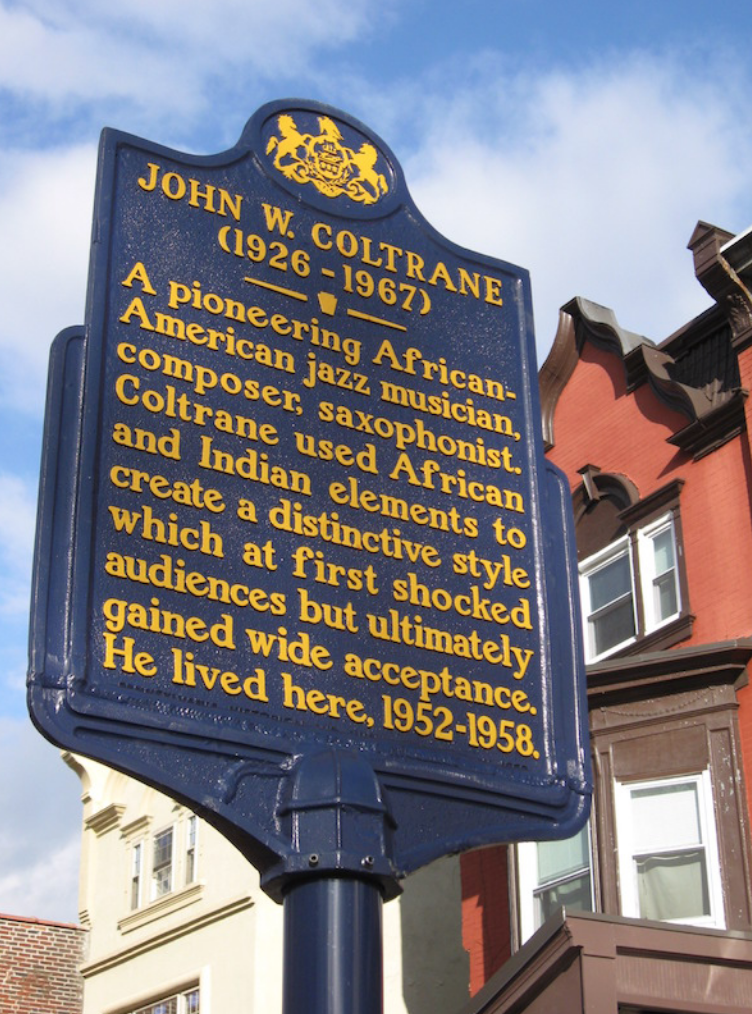 JOHN W. COLTRANE
(1926 - 1967)
A pioneering African-
American jazz musician,
composer, saxophonist.
Coltrane used African
and Indian elements to
create a distinctive style
which at first shocked
audiences but ultimately
gained wide acceptance.
He lived here, 1952-1958.